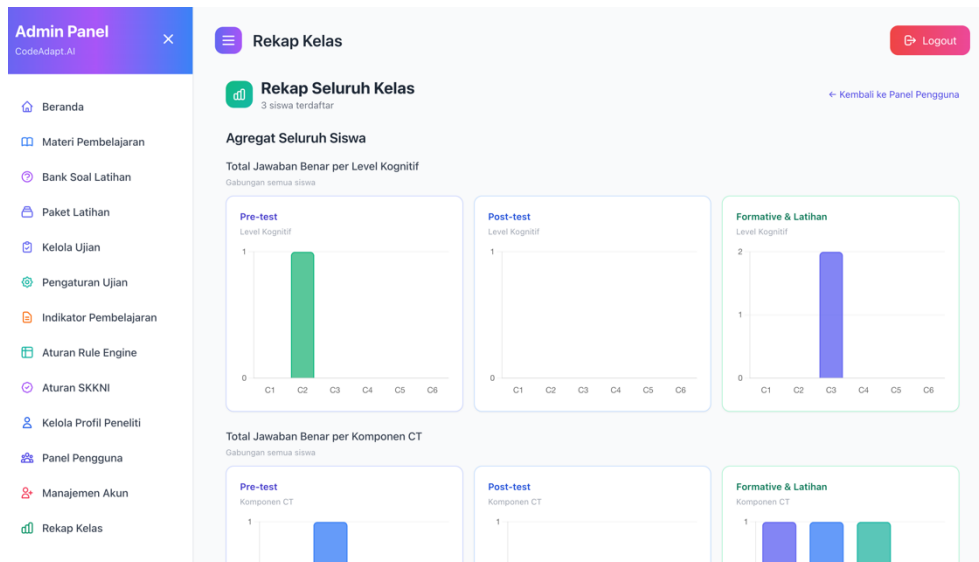 Admin Panel
CodeAdapt.AI
Beranda
Materi Pembelajaran
Bank Soal Latihan
Paket Latihan
Kelola Ujian
Pengaturan Ujian
Indikator Pembelajaran
Aturan Rule Engine
Aturan SKKNI
Kelola Profil Peneliti
Panel Pengguna
Manajemen Akun
Rekap Kelas
Rekap Kelas
Logout
Rekap Seluruh Kelas
3 siswa terdaftar
← Kembali ke Panel Pengguna
Agregat Seluruh Siswa
Total Jawaban Benar per Level Kognitif
Gabungan semua siswa
Pre-test
Level Kognitif
1
0
C1 C2 C3 C4 C5 C6
Post-test
Level Kognitif
1
0
C1 C2 C3 C4 C5 C6
Formative & Latihan
Level Kognitif
2
1
0
C1 C2 C3 C4 C5 C6
Total Jawaban Benar per Komponen CT
Gabungan semua siswa
Pre-test
Komponen CT
1
Post-test
Komponen CT
1
Formative & Latihan
Komponen CT
1